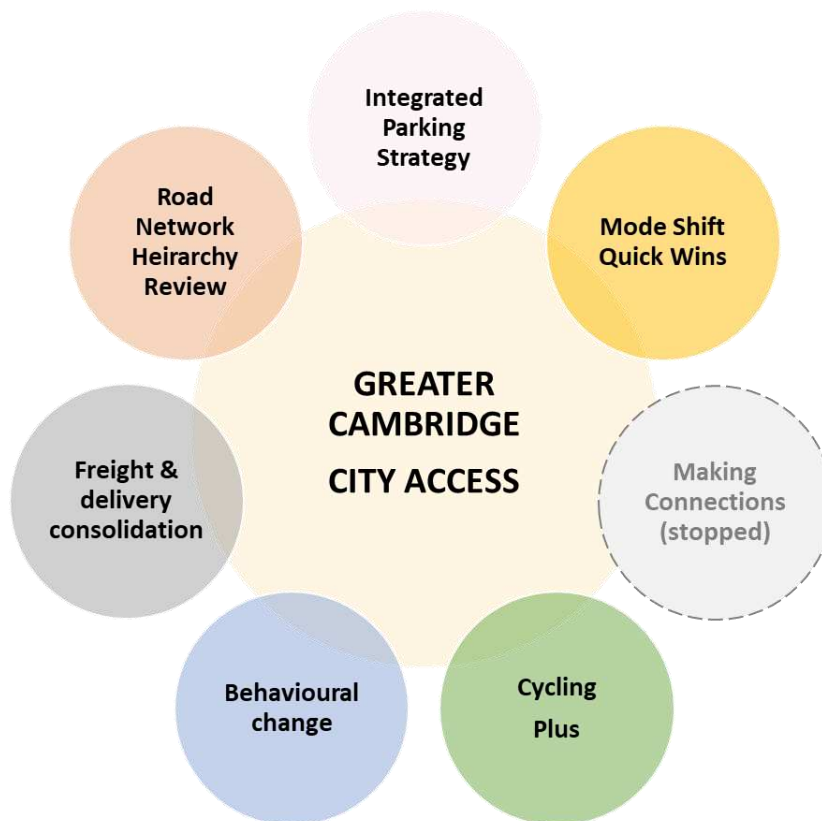 Integrated
Parking
Strategy
Mode Shift
Quick Wins
Making
Connections
(stopped)
Cycling
Plus
Behavioural
change
Freight &
delivery
consolidation
Road
Network
Heirarchy
Review
GREATER
CAMBRIDGE
CITY ACCESS